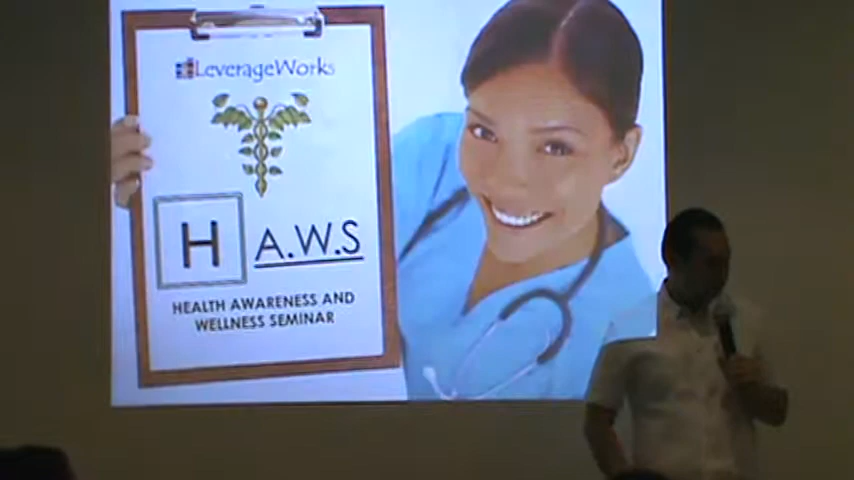 LeverageWorks
H A.W.S
HEALTH AWARENESS AND
WELLNESS SEMINAR